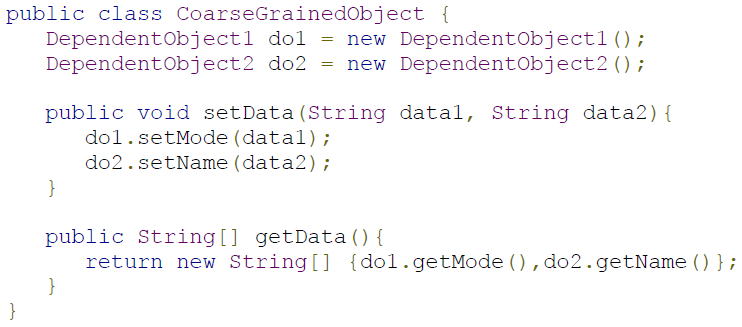 public class CoarseGrainedObject {
   DependentObject1 do1 = new DependentObject1();
   DependentObject2 do2 = new DependentObject2();

   public void setData(String data1, String data2){
      do1.setMode(data1);
      do2.setName(data2);
   }

   public String[] getData(){
      return new String[] {do1.getMode(),do2.getName()};
   }
}